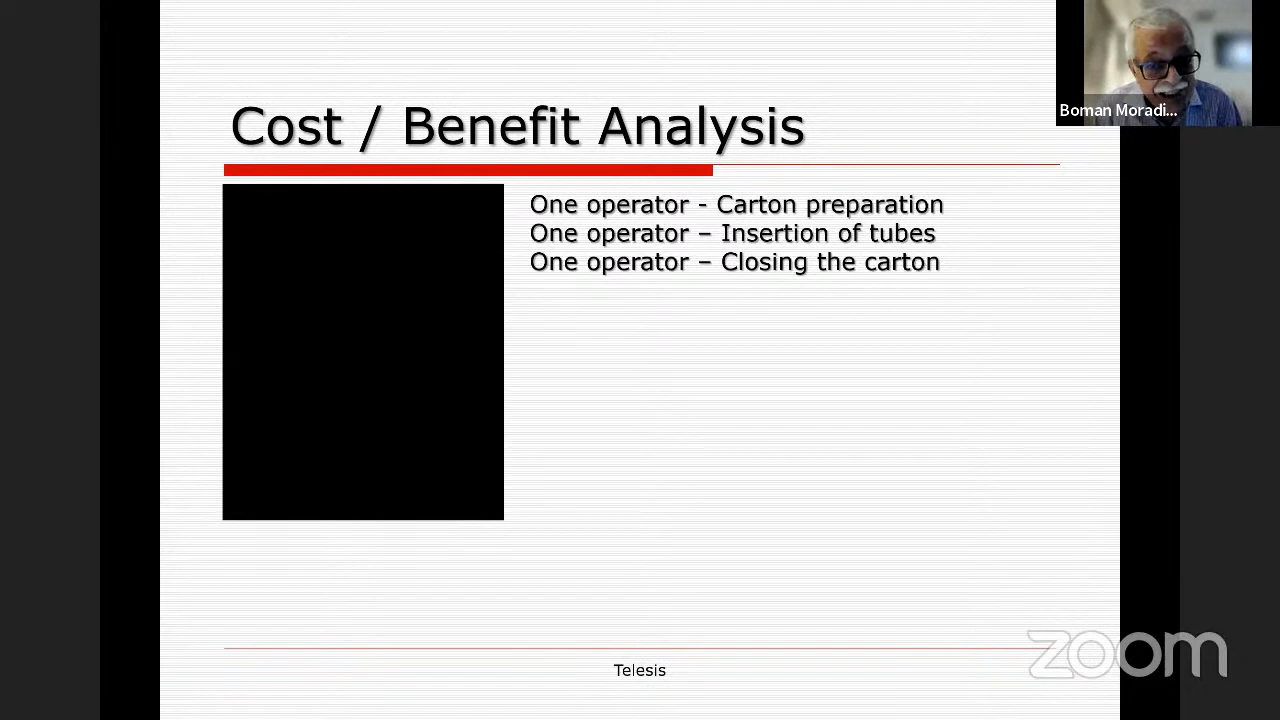 Cost / Benefit Analysis
Boman Moradi...
One operator - Carton preparation
One operator – Insertion of tubes
One operator – Closing the carton
Telesis
zoom